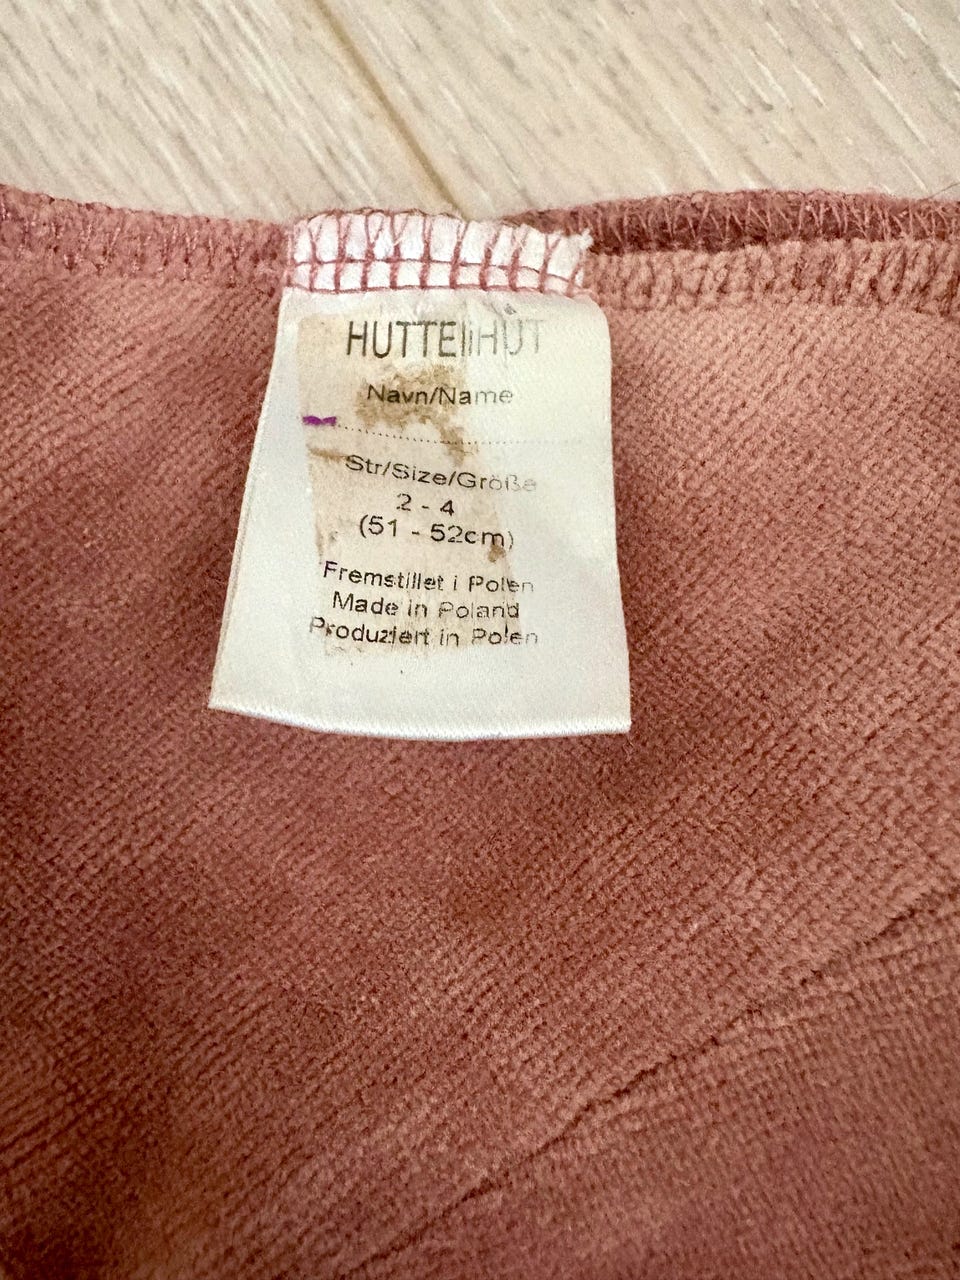 HUTTEliHUT
Navn/Name
Str/Size/Größe
2 - 4
(51 - 52cm)
Fremstillet i Polen
Made in Poland
Produziert in Polen